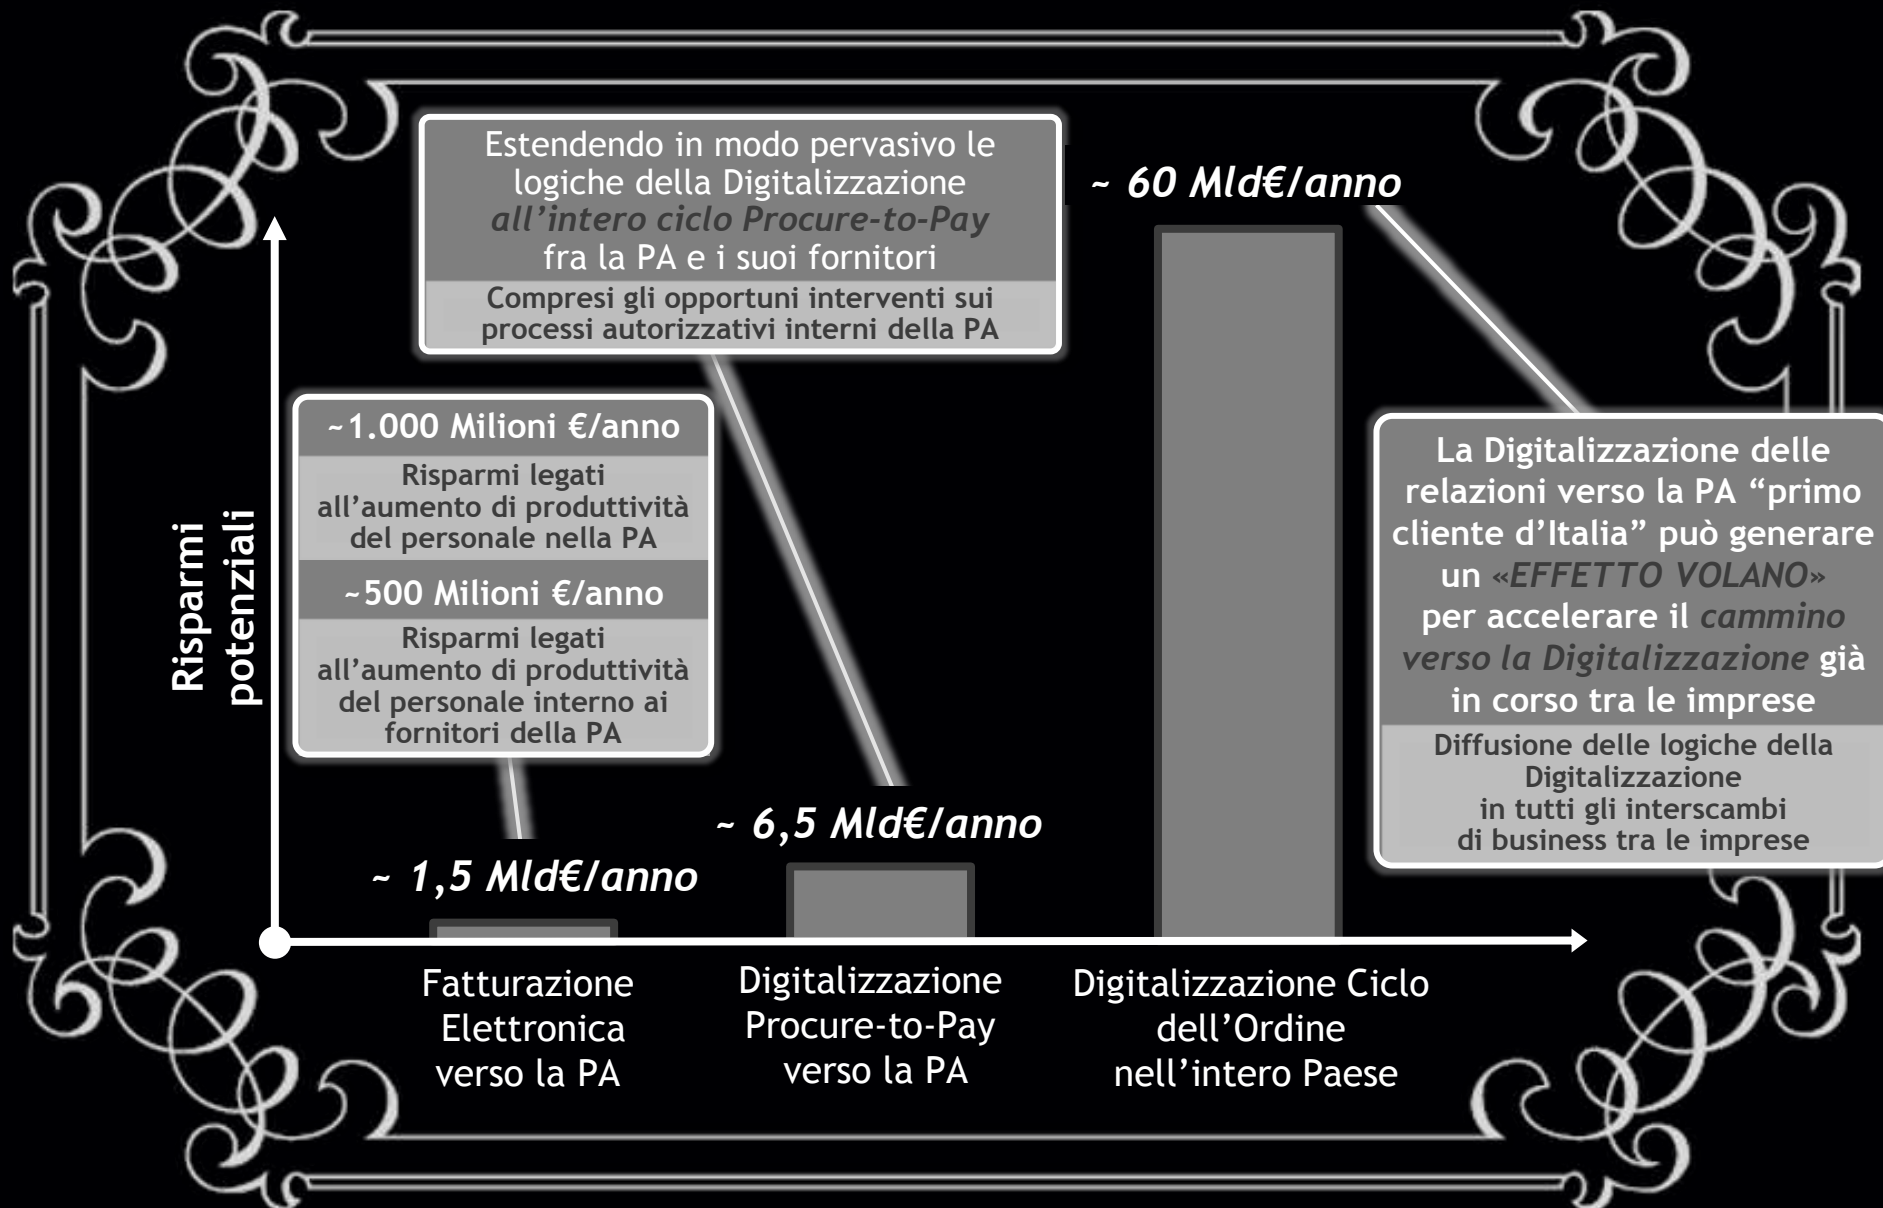 Estendendo in modo pervasivo le
logiche della Digitalizzazione
all’intero ciclo Procure-to-Pay
fra la PA e i suoi fornitori
Compresi gli opportuni interventi sui
processi autorizzativi interni della PA
~ 60 Mld€/anno
~1.000 Milioni €/anno
Risparmi legati
all’aumento di produttività
del personale nella PA
~500 Milioni €/anno
Risparmi legati
all’aumento di produttività
del personale interno ai
fornitori della PA
La Digitalizzazione delle
relazioni verso la PA “primo
cliente d’Italia” può generare
un «EFFETTO VOLANO»
per accelerare il cammino
verso la Digitalizzazione già
in corso tra le imprese
Diffusione delle logiche della
Digitalizzazione
in tutti gli interscambi
di business tra le imprese
Risparmi
potenziali
~ 6,5 Mld€/anno
~ 1,5 Mld€/anno
Fatturazione
Elettronica
verso la PA
Digitalizzazione
Procure-to-Pay
verso la PA
Digitalizzazione Ciclo
dell’Ordine
nell’intero Paese